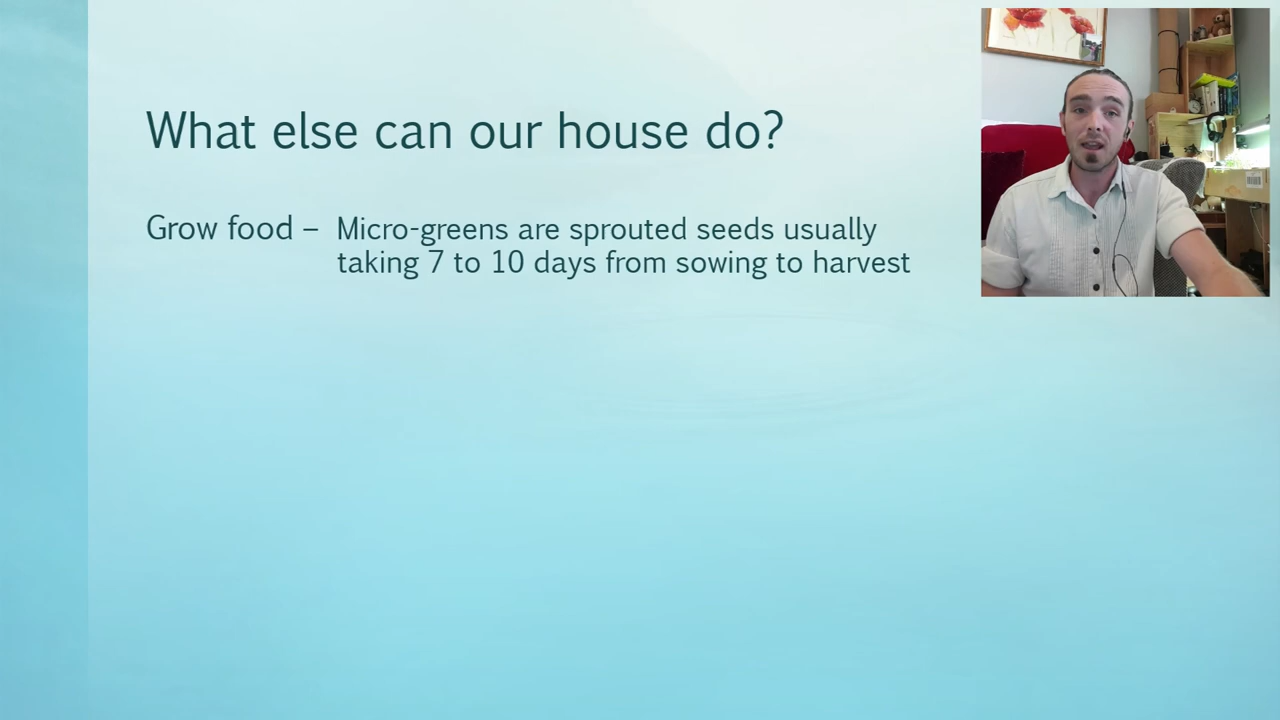 What else can our house do?
Grow food – Micro-greens are sprouted seeds usually
taking 7 to 10 days from sowing to harvest